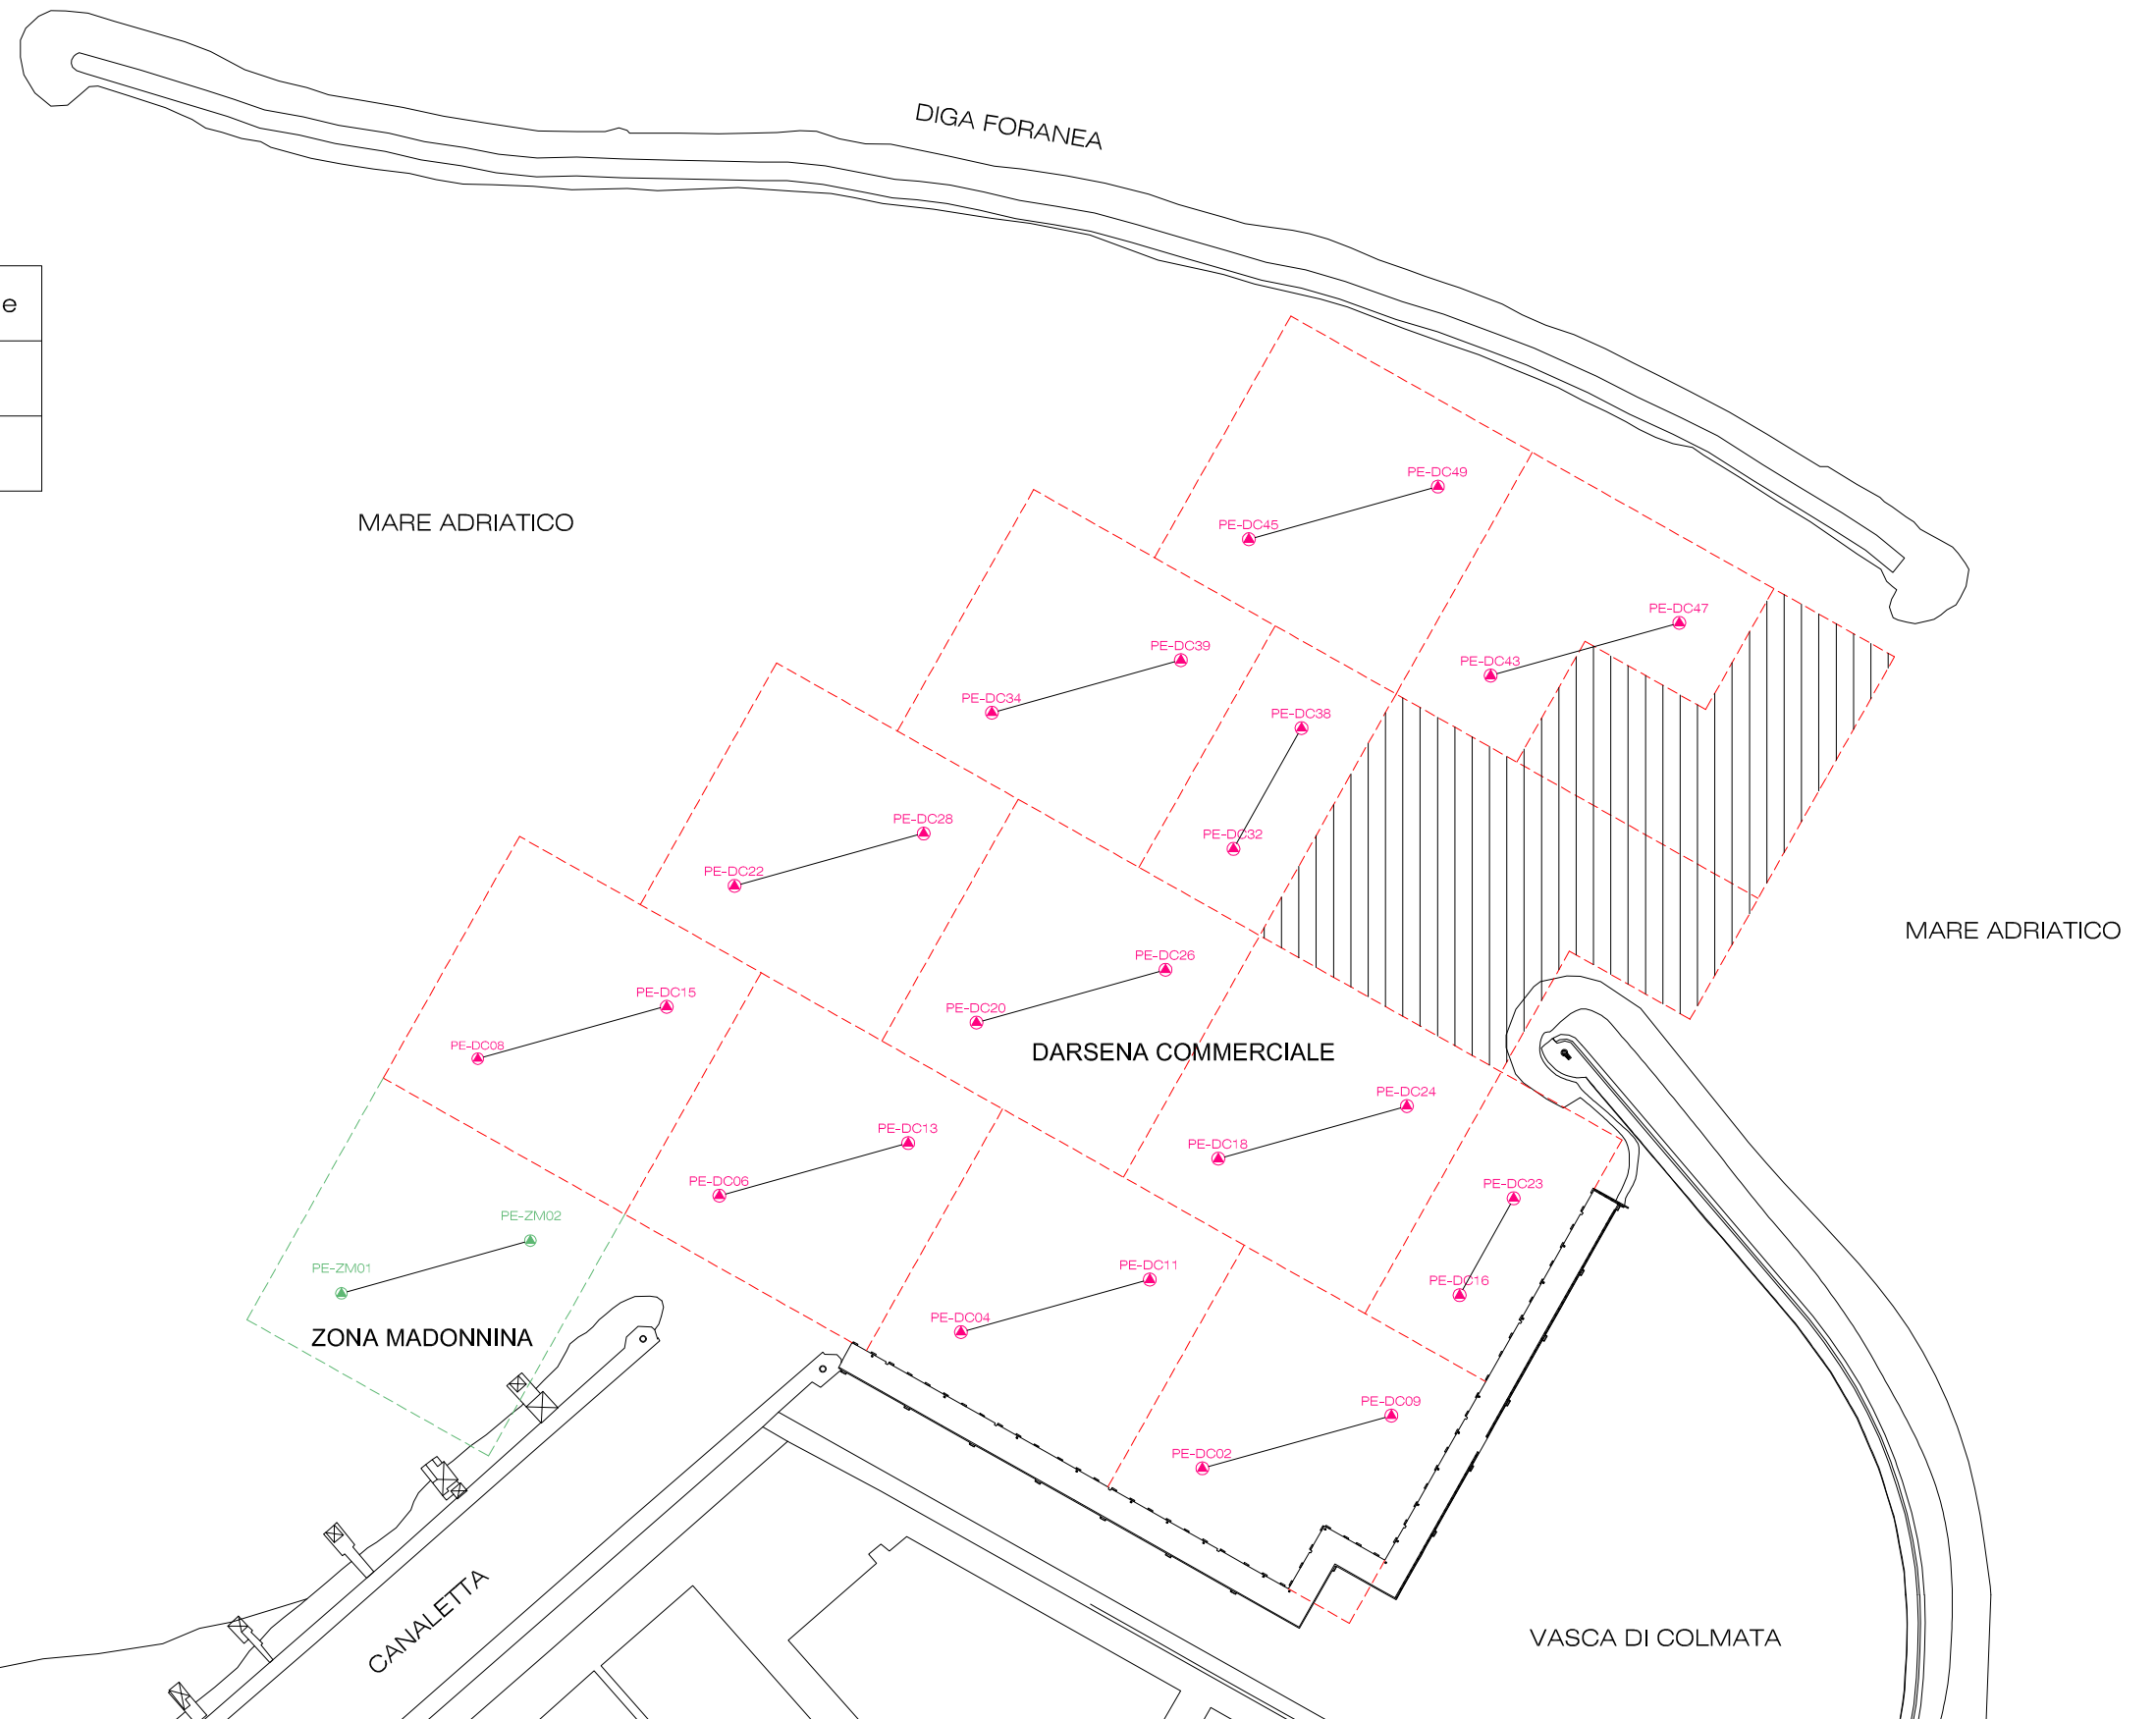 DIGA FORANEA
e
PE-DC49
MARE ADRIATICO
PE-DC45
PE-DC47
PE-DC39
PE-DC43
PE-DC34
PE-DC38
PE-DC28
PE-DC32
PE-DC22
MARE ADRIATICO
PE-DC26
PE-DC15
PE-DC20
PE-DC08
DARSENA COMMERCIALE
PE-DC24
PE-DC13
PE-DC18
PE-DC06
PE-DC23
PE-ZM02
PE-ZM01
PE-DC11
PE-DC16
PE-DC04
ZONA MADONNINA
PE-DC09
PE-DC02
CANALETTA
VASCA DI COLMATA